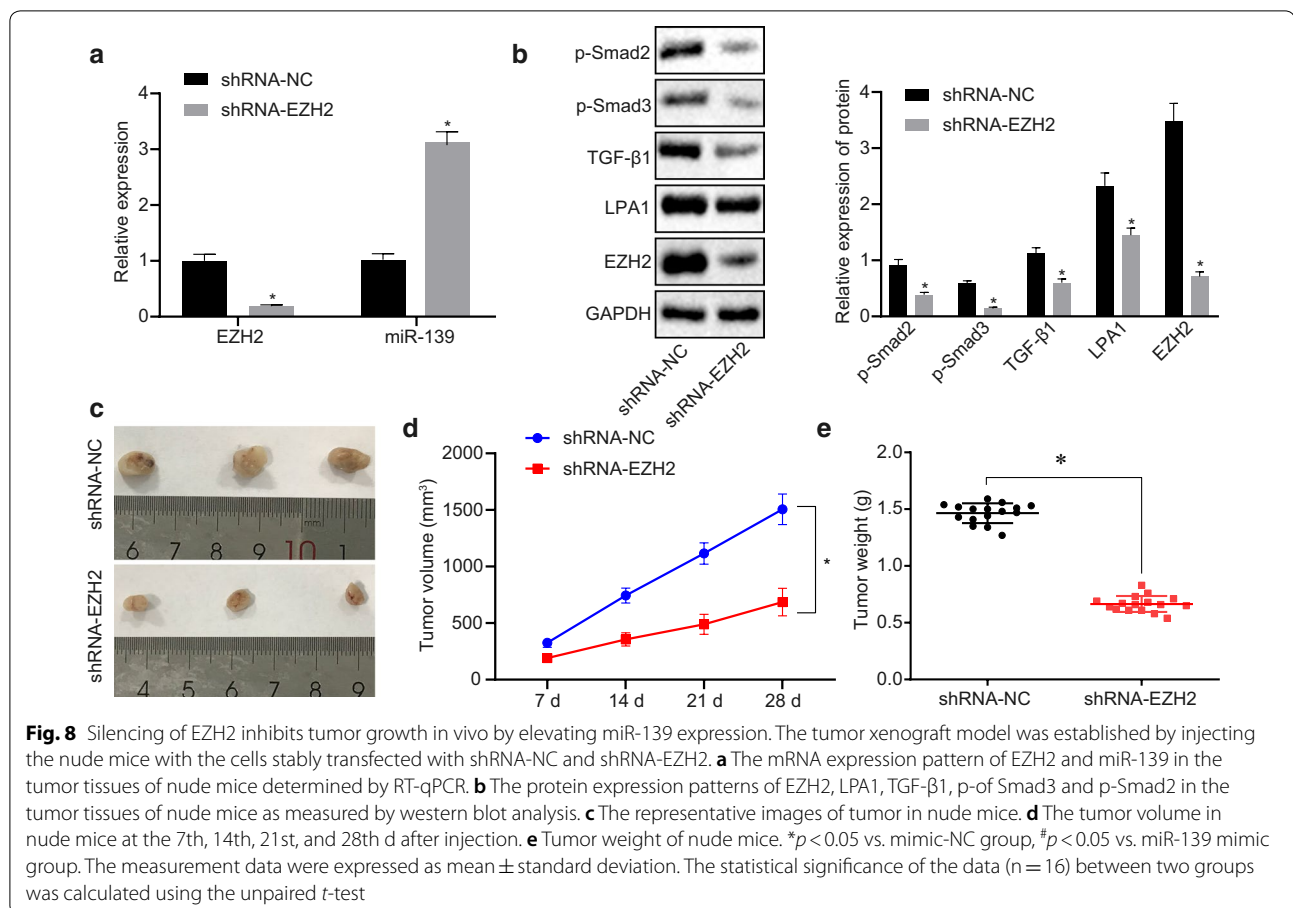 a
shRNA-NC
shRNA-EZH2
Relative expression
4
3
2
1
0
*
*
EZH2
miR-139
b
p-Smad2
p-Smad3
TGF-β1
LPA1
EZH2
GAPDH
shRNA-NC
shRNA-EZH2
shRNA-NC
shRNA-EZH2
Relative expression of protein
4
3
2
1
0
*
*
*
*
*
p-Smad2
p-Smad3
TGF-β1
LPA1
EZH2
c
shRNA-NC
mm
6 7 8 9 10 1
shRNA-EZH2
4 5 6 7 8 9
d
shRNA-NC
shRNA-EZH2
Tumor volume (mm³)
2000
1500
1000
500
0
*
7 d 14 d 21 d 28 d
e
Tumor weight (g)
2.0
1.5
1.0
0.5
0.0
*
shRNA-NC shRNA-EZH2
Fig. 8 Silencing of EZH2 inhibits tumor growth in vivo by elevating miR-139 expression. The tumor xenograft model was established by injecting
the nude mice with the cells stably transfected with shRNA-NC and shRNA-EZH2. a The mRNA expression pattern of EZH2 and miR-139 in the
tumor tissues of nude mice determined by RT-qPCR. b The protein expression patterns of EZH2, LPA1, TGF-β1, p-of Smad3 and p-Smad2 in the
tumor tissues of nude mice as measured by western blot analysis. c The representative images of tumor in nude mice. d The tumor volume in
nude mice at the 7th, 14th, 21st, and 28th d after injection. e Tumor weight of nude mice. *p < 0.05 vs. mimic-NC group, #p < 0.05 vs. miR-139 mimic
group. The measurement data were expressed as mean ± standard deviation. The statistical significance of the data (n = 16) between two groups
was calculated using the unpaired t-test